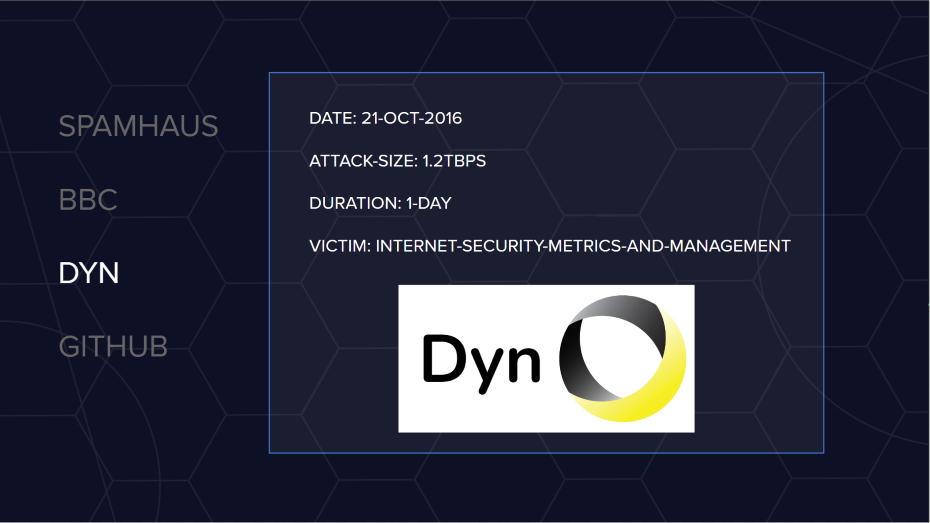 SPAMHAUS
BBC
DYN
GITHUB
DATE: 21-OCT-2016
ATTACK-SIZE: 1.2TBPS
DURATION: 1-DAY
VICTIM: INTERNET-SECURITY-METRICS-AND-MANAGEMENT
Dyn